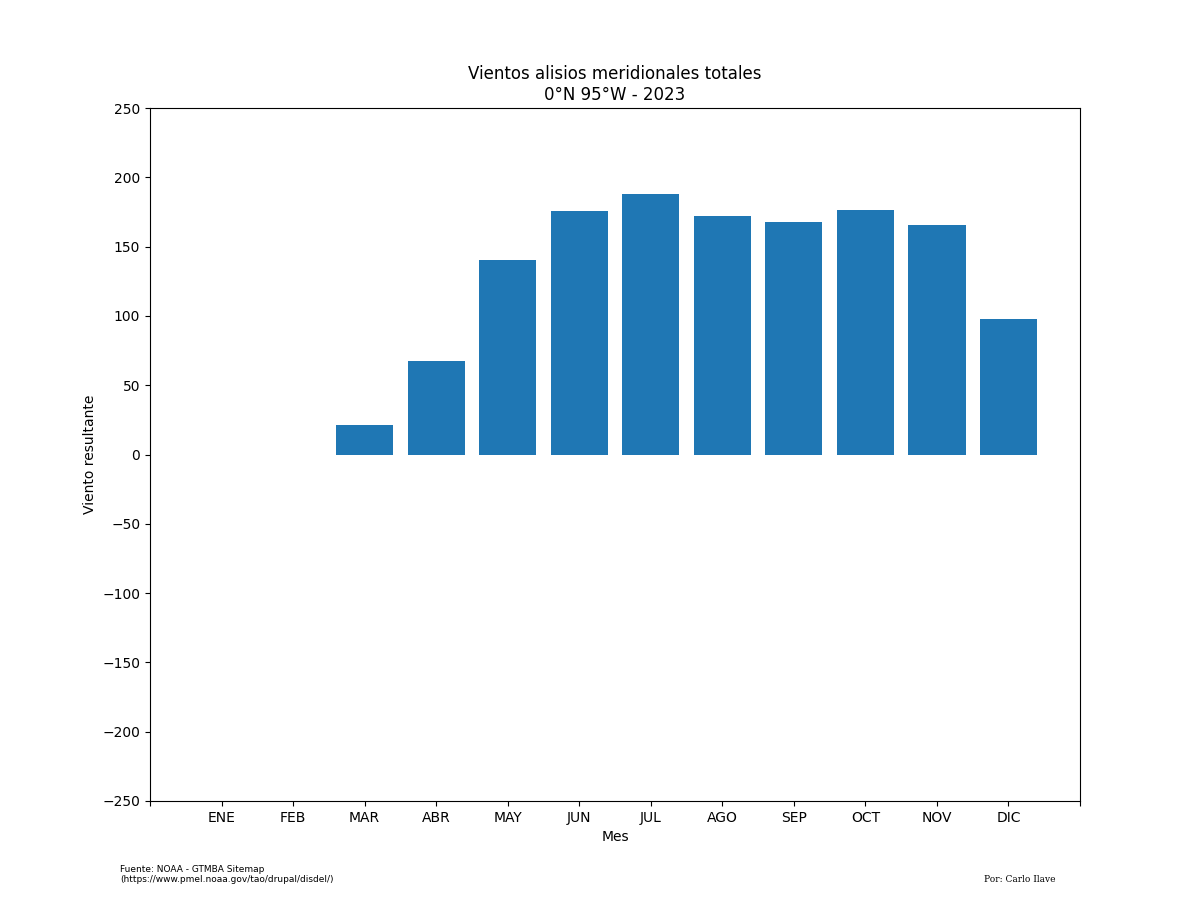 Vientos alisios meridionales totales
0°N 95°W - 2023
250
200
150
100
50
0
−50
−100
−150
−200
−250
Viento resultante
ENE FEB MAR ABR MAY JUN JUL AGO SEP OCT NOV DIC
Mes
Fuente: NOAA - GTMBA Sitemap
(https://www.pmel.noaa.gov/tao/drupal/disdel/)
Por: Carlo Ilave